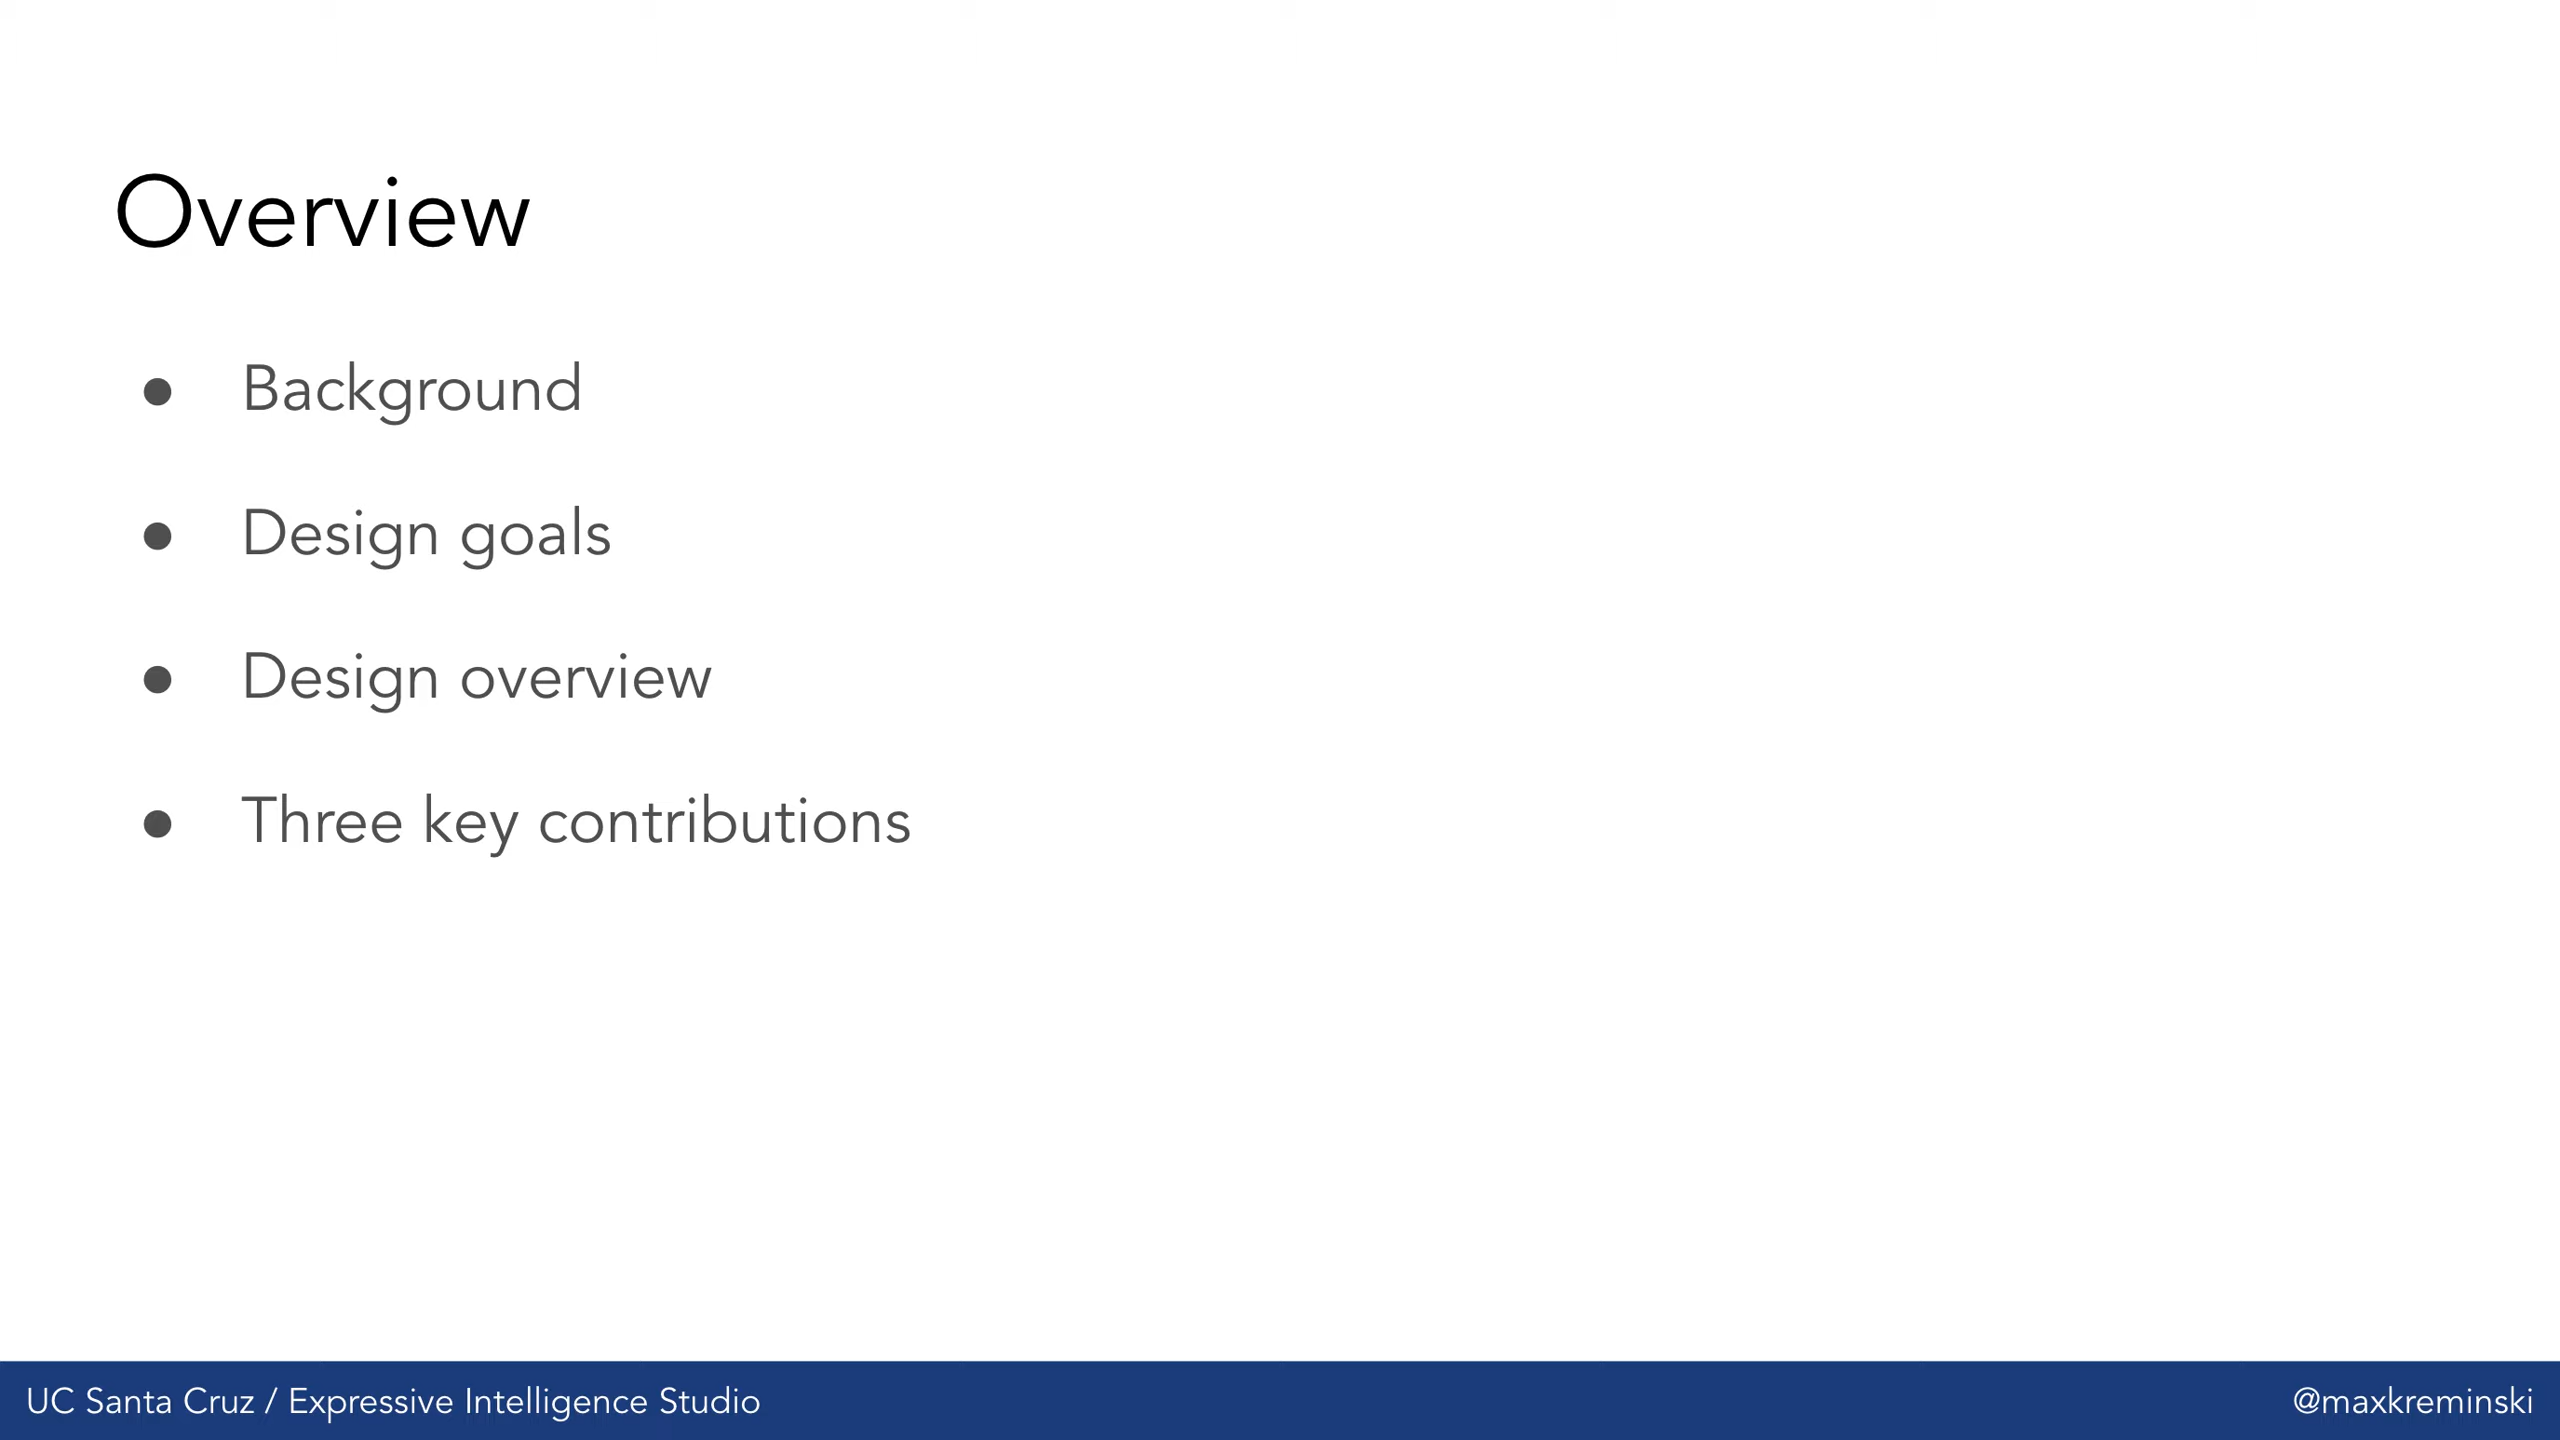 Overview
● Background
● Design goals
● Design overview
● Three key contributions
UC Santa Cruz / Expressive Intelligence Studio
@maxkreminski